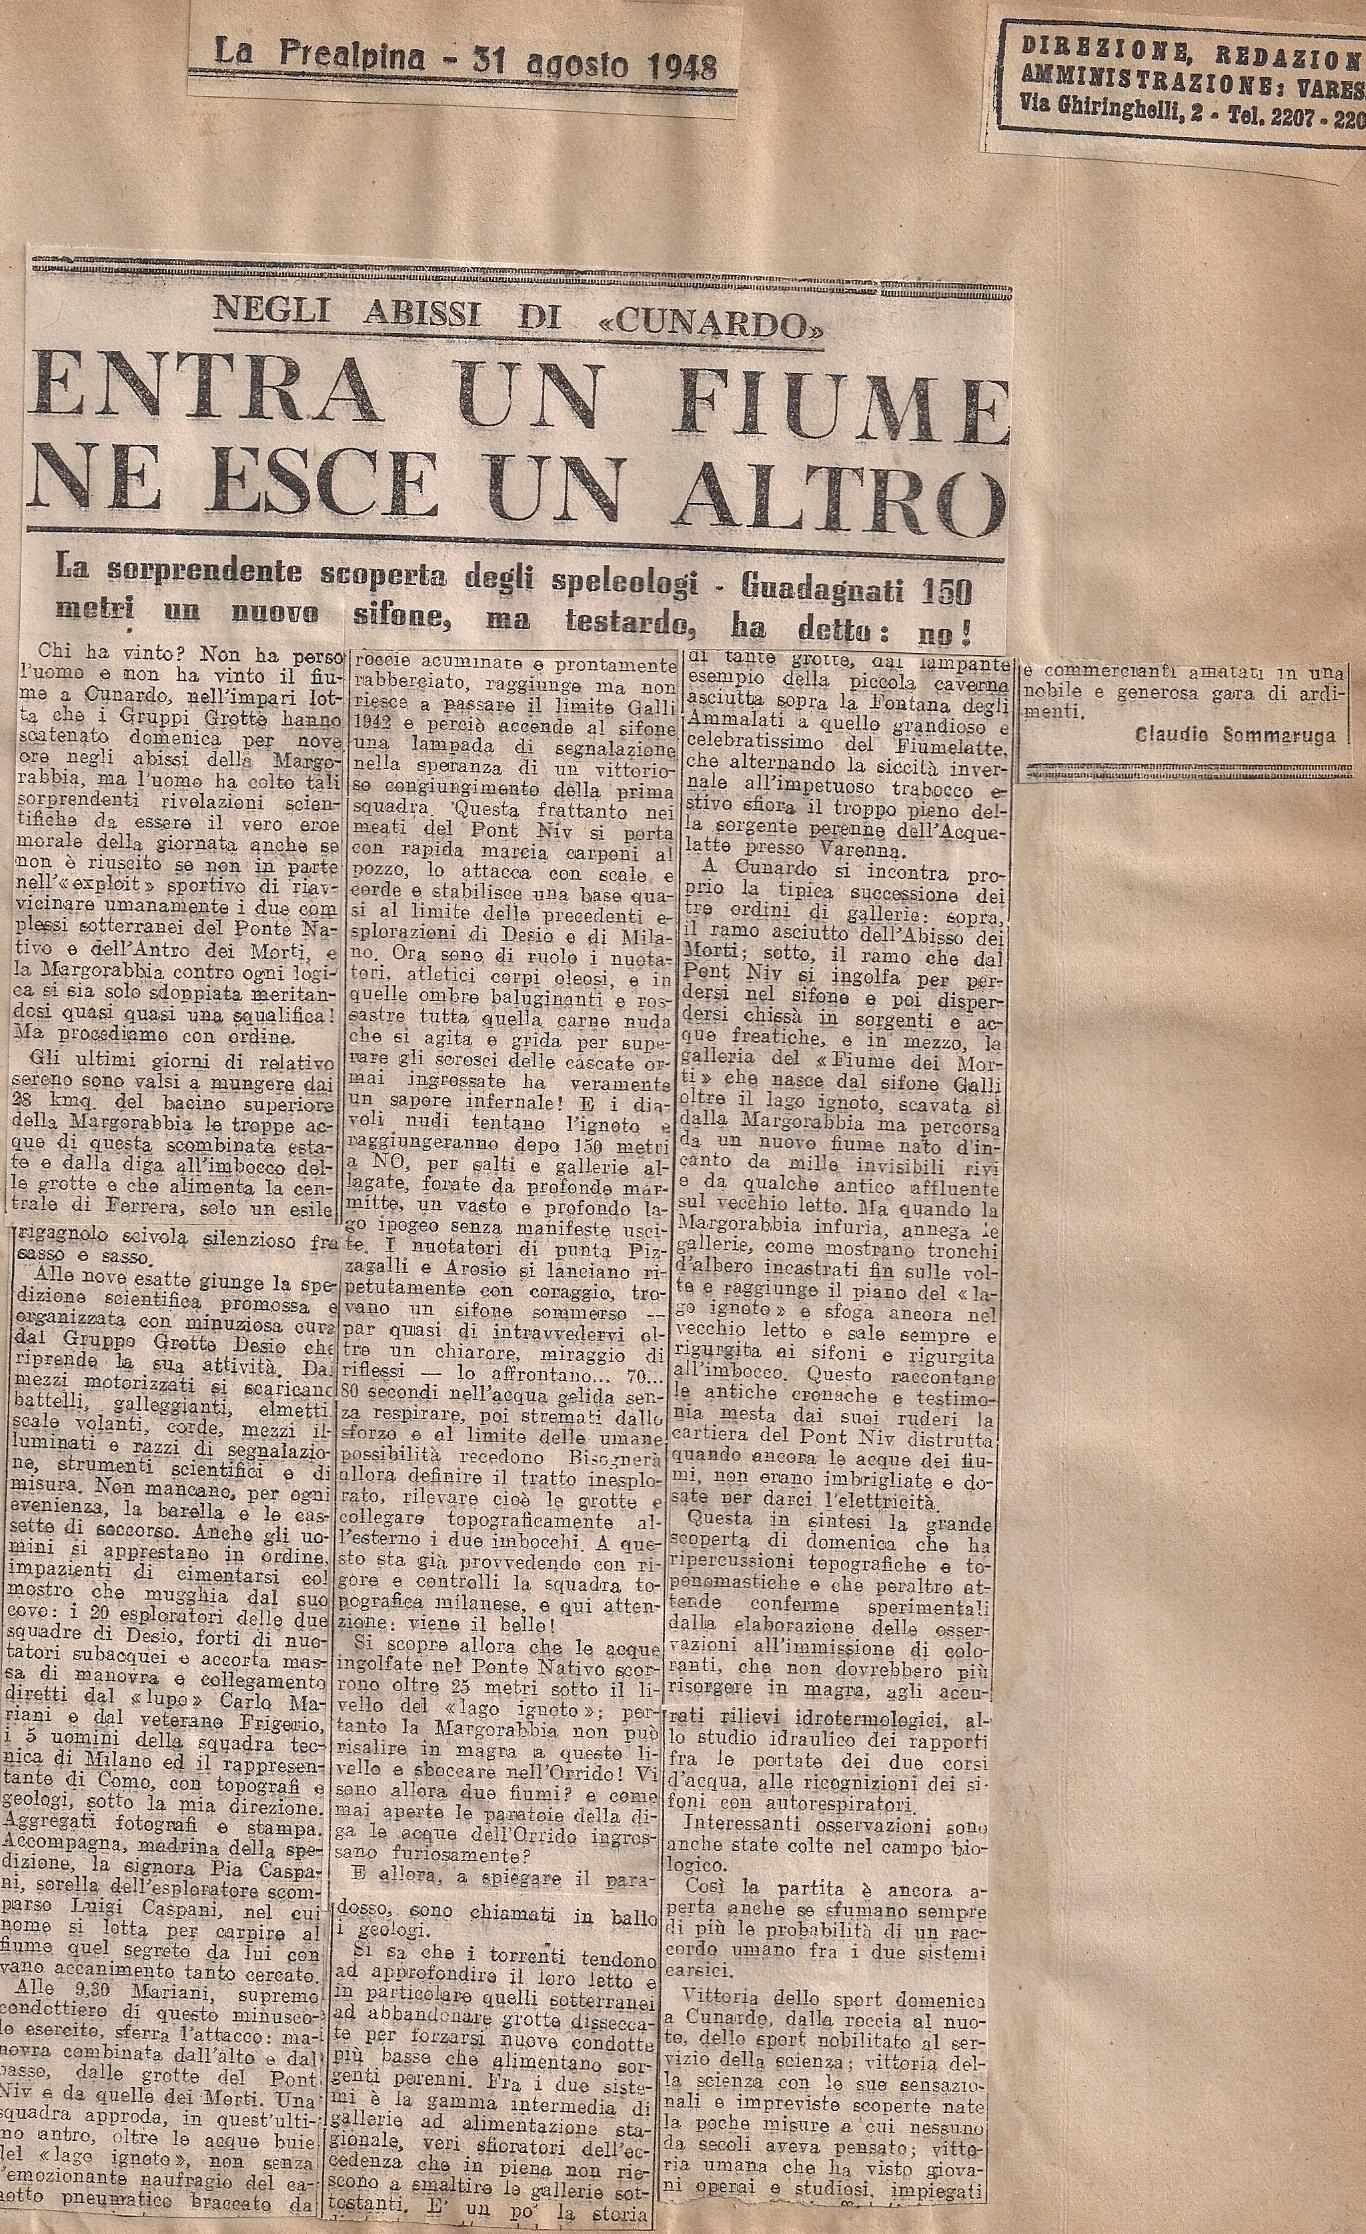 La Prealpina - 31 agosto 1948
DIREZIONE, REDAZION
AMMINISTRAZIONE: VARES
Via Ghiringhelli, 2 - Tel. 2207 - 220
NEGLI ABISSI DI «CUNARDO»
ENTRA UN FIUME
NE ESCE UN ALTRO
La sorprendente scoperta degli speleologi - Guadagnati 150
metri un nuovo sifone, ma testardo, ha detto: no!
Chi ha vinto? Non ha perso
l'uomo e non ha vinto il fiu-
me a Cunardo, nell'impari lot-
ta che i Gruppi Grotte hanno
scatenato domenica per nove
ore negli abissi della Margo-
rabbia, ma l'uomo ha colto tali
sorprendenti rivelazioni scien-
tifiche da essere il vero eroe
morale della giornata anche se
non è riuscito se non in parte
nell'«exploit» sportivo di riav-
vicinare umanamente i due com
plessi sotterranei del Ponte Na-
tivo e dell'Antro dei Morti, e
la Margorabbia contro ogni logi-
ca si sia solo sdoppiata meritan-
dosi quasi quasi una squalifica!
Ma procediamo con ordine.
Gli ultimi giorni di relativo
sereno sono valsi a mungere dai
28 kmq. del bacino superiore
della Margorabbia le troppe ac-
que di questa scombinata esta-
te e dalla diga all'imbocco del-
le grotte e che alimenta la cen-
trale di Ferrera, solo un esile
rigagnolo scivola silenzioso fra
sasso e sasso.
Alle nove esatte giunge la spe-
dizione scientifica promossa e
organizzata con minuziosa cura
dal Gruppo Grotte Desio che
riprende la sua attività. Dai
mezzi motorizzati si scaricano
battelli, galleggianti, elmetti,
scale volanti, corde, mezzi il-
luminati e razzi di segnalazio-
ne, strumenti scientifici e di
misura. Non mancano, per ogni
evenienza, la barella e le cas-
sette di soccorso. Anche gli uo-
mini si apprestano in ordine,
impazienti di cimentarsi col
mostro che mugghia dal suo
covo: i 20 esploratori delle due
squadre di Desio, forti di nuo-
tatori subacquei e accorta mas-
sa di manovra e collegamento
diretti dal «lupo» Carlo Ma-
riani e dal veterano Frigerio,
i 5 uomini della squadra tec-
nica di Milano ed il rappresen-
tante di Como, con topografi e
geologi, sotto la mia direzione.
Aggregati fotografi e stampa.
Accompagna, madrina della spe-
dizione, la signora Pia Caspa-
ni, sorella dell'esploratore scom-
parso Luigi Caspani, nel cui
nome si lotta per carpire al
fiume quel segreto da lui con
vano accanimento tanto cercato.
Alle 9,30 Mariani, supremo
condottiero di questo minusco-
lo esercito, sferra l'attacco: ma-
novra combinata dall'alto e dal
basso, dalle grotte del Pont
Niv e da quelle dei Morti. Una
squadra approda, in quest'ulti-
mo antro, oltre le acque buie
del «lago ignoto», non senza
l'emozionante naufragio del ca-
notto pneumatico braccato da
roccie acuminate e prontamente
rabberciato, raggiunge ma non
riesce a passare il limite Galli
1942 e perciò accende al sifone
una lampada di segnalazione
nella speranza di un vittorio-
so congiungimento della prima
squadra. Questa frattanto nei
meati del Pont Niv si porta
con rapida marcia carponi al
pozzo, lo attacca con scale e
corde e stabilisce una base qua-
si al limite delle precedenti e-
splorazioni di Desio e di Mila-
no. Ora sono di ruolo i nuota-
tori, atletici corpi oleosi, e in
quelle ombre baluginanti e ros-
sastre tutta quella carne nuda
che si agita e grida per supe-
rare gli scrosci delle cascate or-
mai ingrossate ha veramente
un sapore infernale! E i dia-
voli nudi tentano l'ignoto e
raggiungeranno dopo 150 metri
a NO, per salti e gallerie al-
lagate, forate da profonde mar-
mitte, un vasto e profondo la-
go ipogeo senza manifeste usci-
te. I nuotatori di punta Piz-
zagalli e Arosio si lanciano ri-
petutamente con coraggio, tro-
vano un sifone sommerso —
par quasi di intravvedervi ol-
tre un chiarore, miraggio di
riflessi — lo affrontano... 70...
80 secondi nell'acqua gelida sen-
za respirare, poi stremati dallo
sforzo e al limite delle umane
possibilità recedono Bisognerà
allora definire il tratto inesplo-
rato, rilevare cioè le grotte e
collegare topograficamente al-
l'esterno i due imbocchi. A que-
sto sta già provvedendo con ri-
gore e controlli la squadra to-
pografica milanese, e qui atten-
zione: viene il bello!
Si scopre allora che le acque
ingolfate nel Ponte Nativo scor-
rono oltre 25 metri sotto il li-
vello del «lago ignoto»; per-
tanto la Margorabbia non può
risalire in magra a questo li-
vello e sboccare nell'Orrido! Vi
sono allora due fiumi? e come
mai aperte le paratoie della di-
ga le acque dell'Orrido ingros-
sano furiosamente?
E allora, a spiegare il para-
dosso, sono chiamati in ballo
i geologi.
Si sa che i torrenti tendono
ad approfondire il loro letto e
in particolare quelli sotterranei
ad abbandonare grotte dissecca-
te per forzarsi nuove condotte
più basse che alimentano sor-
genti perenni. Fra i due siste-
mi è la gamma intermedia di
gallerie ad alimentazione sta-
gionale, veri sfioratori dell'ec-
cedenza che in piena non rie-
scono a smaltire le gallerie sot-
tostanti. E' un po' la storia
di tante grotte, dal lampante
esempio della piccola caverna
asciutta sopra la Fontana degli
Ammalati a quello grandioso e
celebratissimo del Fiumelatte,
che alternando la siccità inver-
nale all'impetuoso trabocco e-
stivo sfiora il troppo pieno del-
la sorgente perenne dell'Acque-
latte presso Varenna.
A Cunardo si incontra pro-
prio la tipica successione dei
tre ordini di gallerie: sopra,
il ramo asciutto dell'Abisso dei
Morti; sotto, il ramo che dal
Pont Niv si ingolfa per per-
dersi nel sifone e poi disper-
dersi chissà in sorgenti e ac-
que freatiche, e in mezzo, la
galleria del «Fiume dei Mor-
ti» che nasce dal sifone Galli
oltre il lago ignoto, scavata sì
dalla Margorabbia ma percorsa
da un nuovo fiume nato d'in-
canto da mille invisibili rivi
e da qualche antico affluente
sul vecchio letto. Ma quando la
Margorabbia infuria, annega le
gallerie, come mostrano tronchi
d'albero incastrati fin sulle vol-
te e raggiunge il piano del «la-
go ignoto» e sfoga ancora nel
vecchio letto e sale sempre e
rigurgita ai sifoni e rigurgita
all'imbocco. Questo raccontano
le antiche cronache e testimo-
nia mesta dai suoi ruderi la
cartiera del Pont Niv distrutta
quando ancora le acque dei fiu-
mi, non erano imbrigliate e do-
sate per darci l'elettricità.
Questa in sintesi la grande
scoperta di domenica che ha
ripercussioni topografiche e to-
ponomastiche e che peraltro at-
tende conferme sperimentali
dalla elaborazione delle osser-
vazioni all'immissione di colo-
ranti, che non dovrebbero più
risorgere in magra, agli accu-
rati rilievi idrotermologici, al-
lo studio idraulico dei rapporti
fra le portate dei due corsi
d'acqua, alle ricognizioni dei si-
foni con autorespiratori.
Interessanti osservazioni sono
anche state colte nel campo bio-
logico.
Così la partita è ancora a-
perta anche se sfumano sempre
di più le probabilità di un rac-
cordo umano fra i due sistemi
carsici.
Vittoria dello sport domenica
a Cunardo, dalla roccia al nuo-
to, dello sport nobilitato al ser-
vizio della scienza; vittoria del-
la scienza con le sue sensazio-
nali e impreviste scoperte nate
la poche misure a cui nessuno
da secoli aveva pensato; vitto-
ria umana che ha visto giova-
ni operai e studiosi, impiegati
e commercianti amatati in una
nobile e generosa gara di ardi-
menti.
Claudio Sommaruga